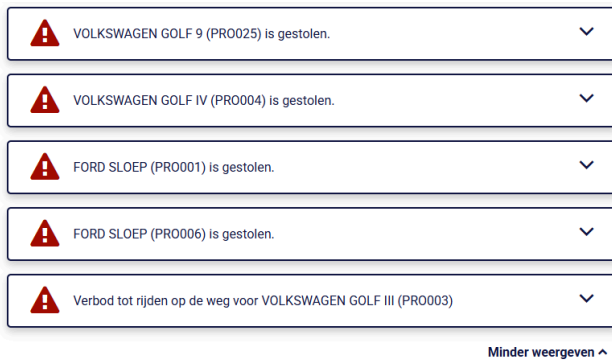 VOLKSWAGEN GOLF 9 (PRO025) is gestolen.
VOLKSWAGEN GOLF IV (PRO004) is gestolen.
FORD SLOEP (PRO001) is gestolen.
FORD SLOEP (PRO006) is gestolen.
Verbod tot rijden op de weg voor VOLKSWAGEN GOLF III (PRO003)
Minder weergeven